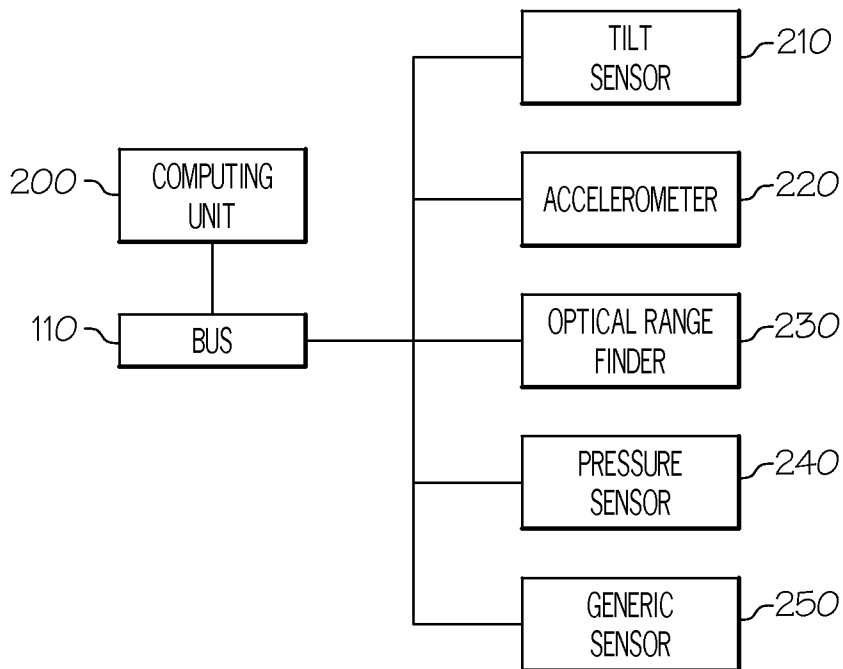 TILT
SENSOR
210
200
COMPUTING
UNIT
ACCELEROMETER
220
110
BUS
OPTICAL RANGE
FINDER
230
PRESSURE
SENSOR
240
GENERIC
SENSOR
250